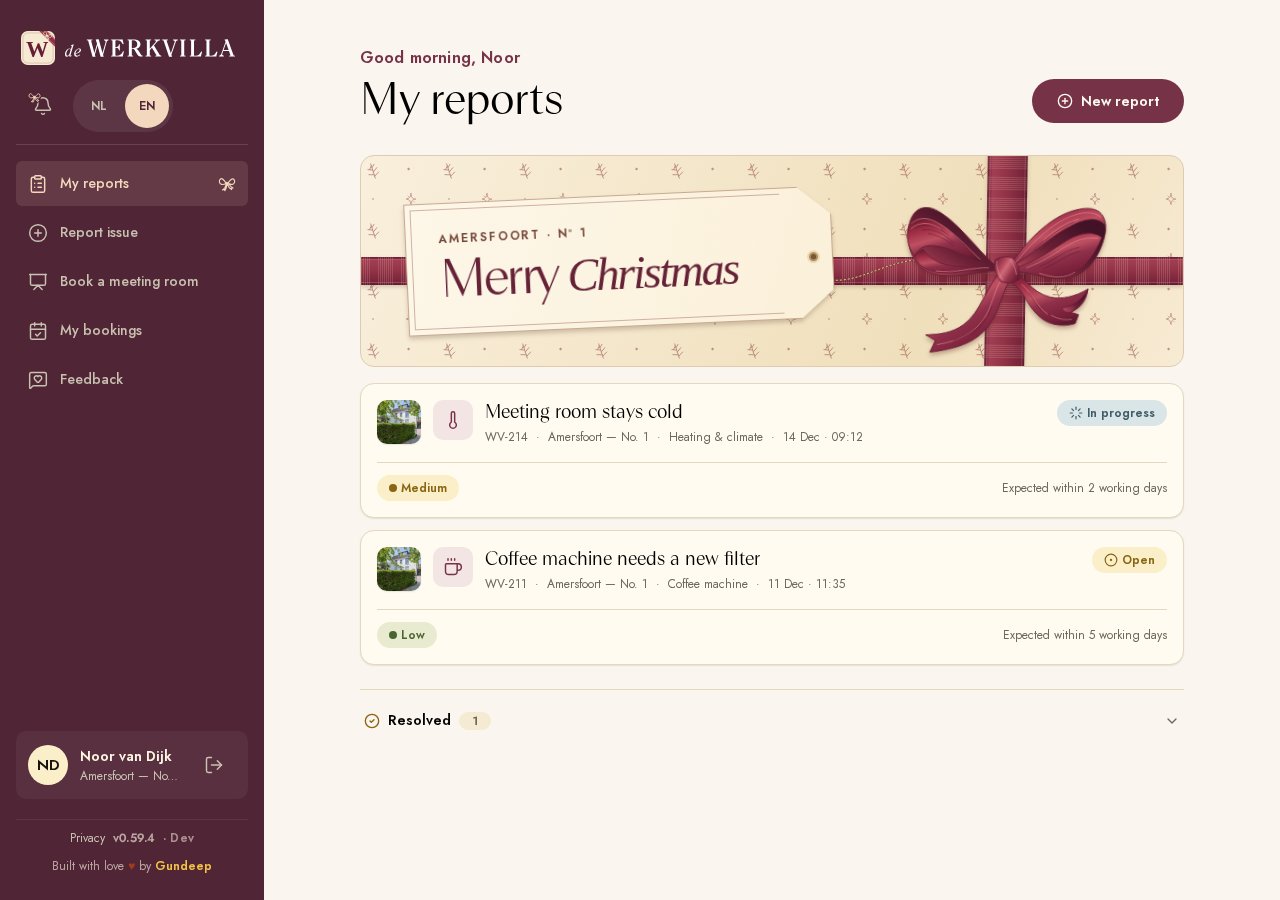 W de WERKVILLA
NL EN
My reports
Report issue
Book a meeting room
My bookings
Feedback
ND Noor van Dijk
Amersfoort — No...
Privacy v0.59.4 · Dev
Built with love ♥ by Gundeep
Good morning, Noor
My reports
New report
AMERSFOORT · N° 1
Merry Christmas
Meeting room stays cold
In progress
WV-214 · Amersfoort — No. 1 · Heating & climate · 14 Dec · 09:12
Medium
Expected within 2 working days
Coffee machine needs a new filter
Open
WV-211 · Amersfoort — No. 1 · Coffee machine · 11 Dec · 11:35
Low
Expected within 5 working days
Resolved 1